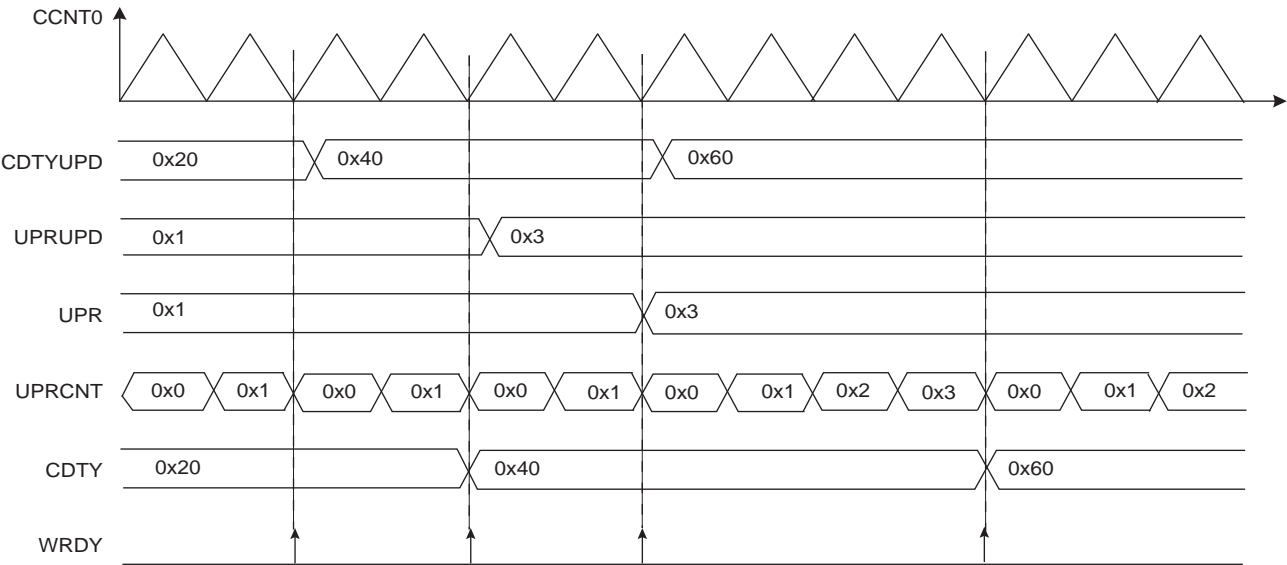 CCNT0
CDTYUPD 0x20 0x40 0x60
UPRUPD 0x1 0x3
UPR 0x1 0x3
UPRCNT 0x0 0x1 0x0 0x1 0x0 0x1 0x0 0x1 0x2 0x3 0x0 0x1 0x2
CDTY 0x20 0x40 0x60
WRDY